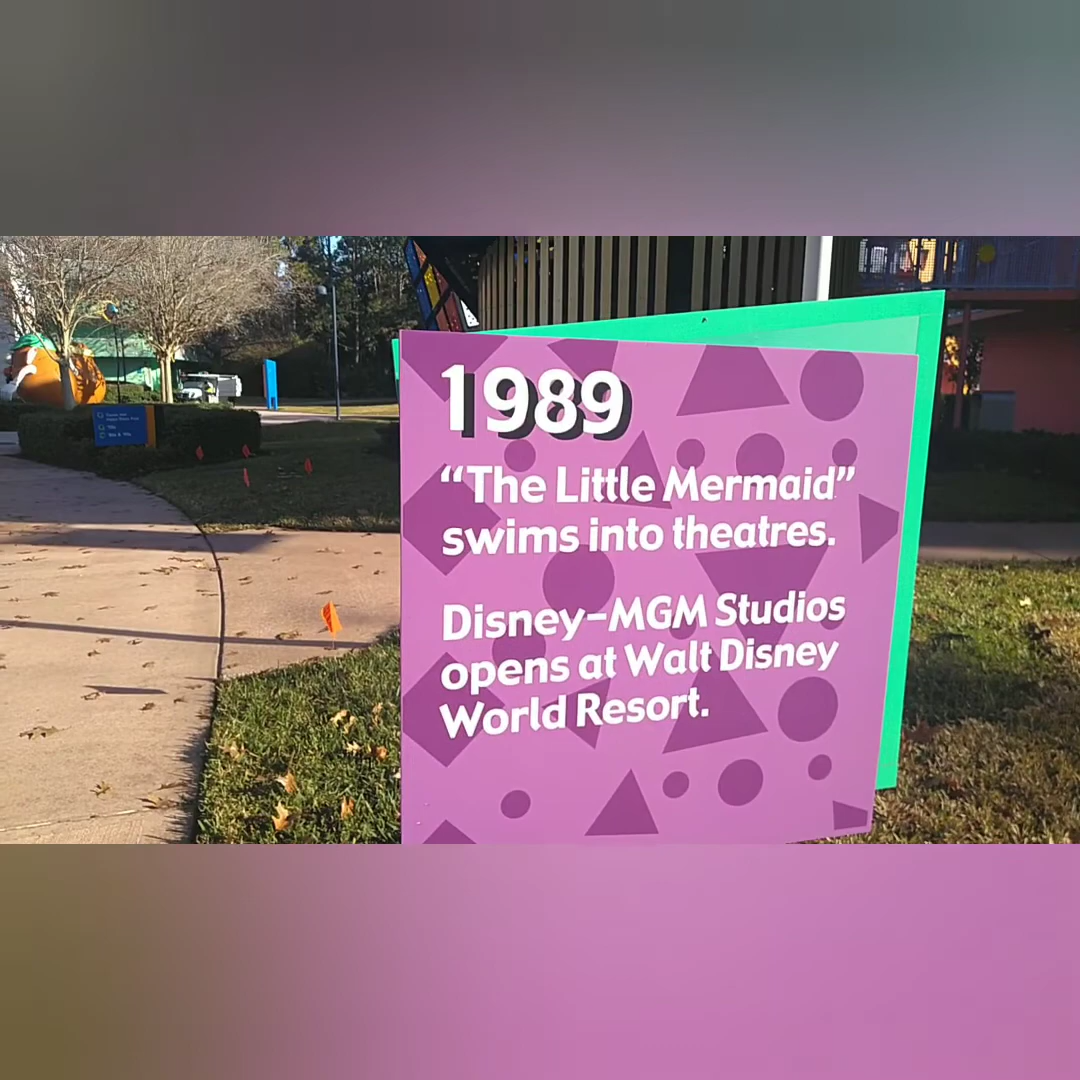 1989
“The Little Mermaid”
swims into theatres.
Disney–MGM Studios
opens at Walt Disney
World Resort.